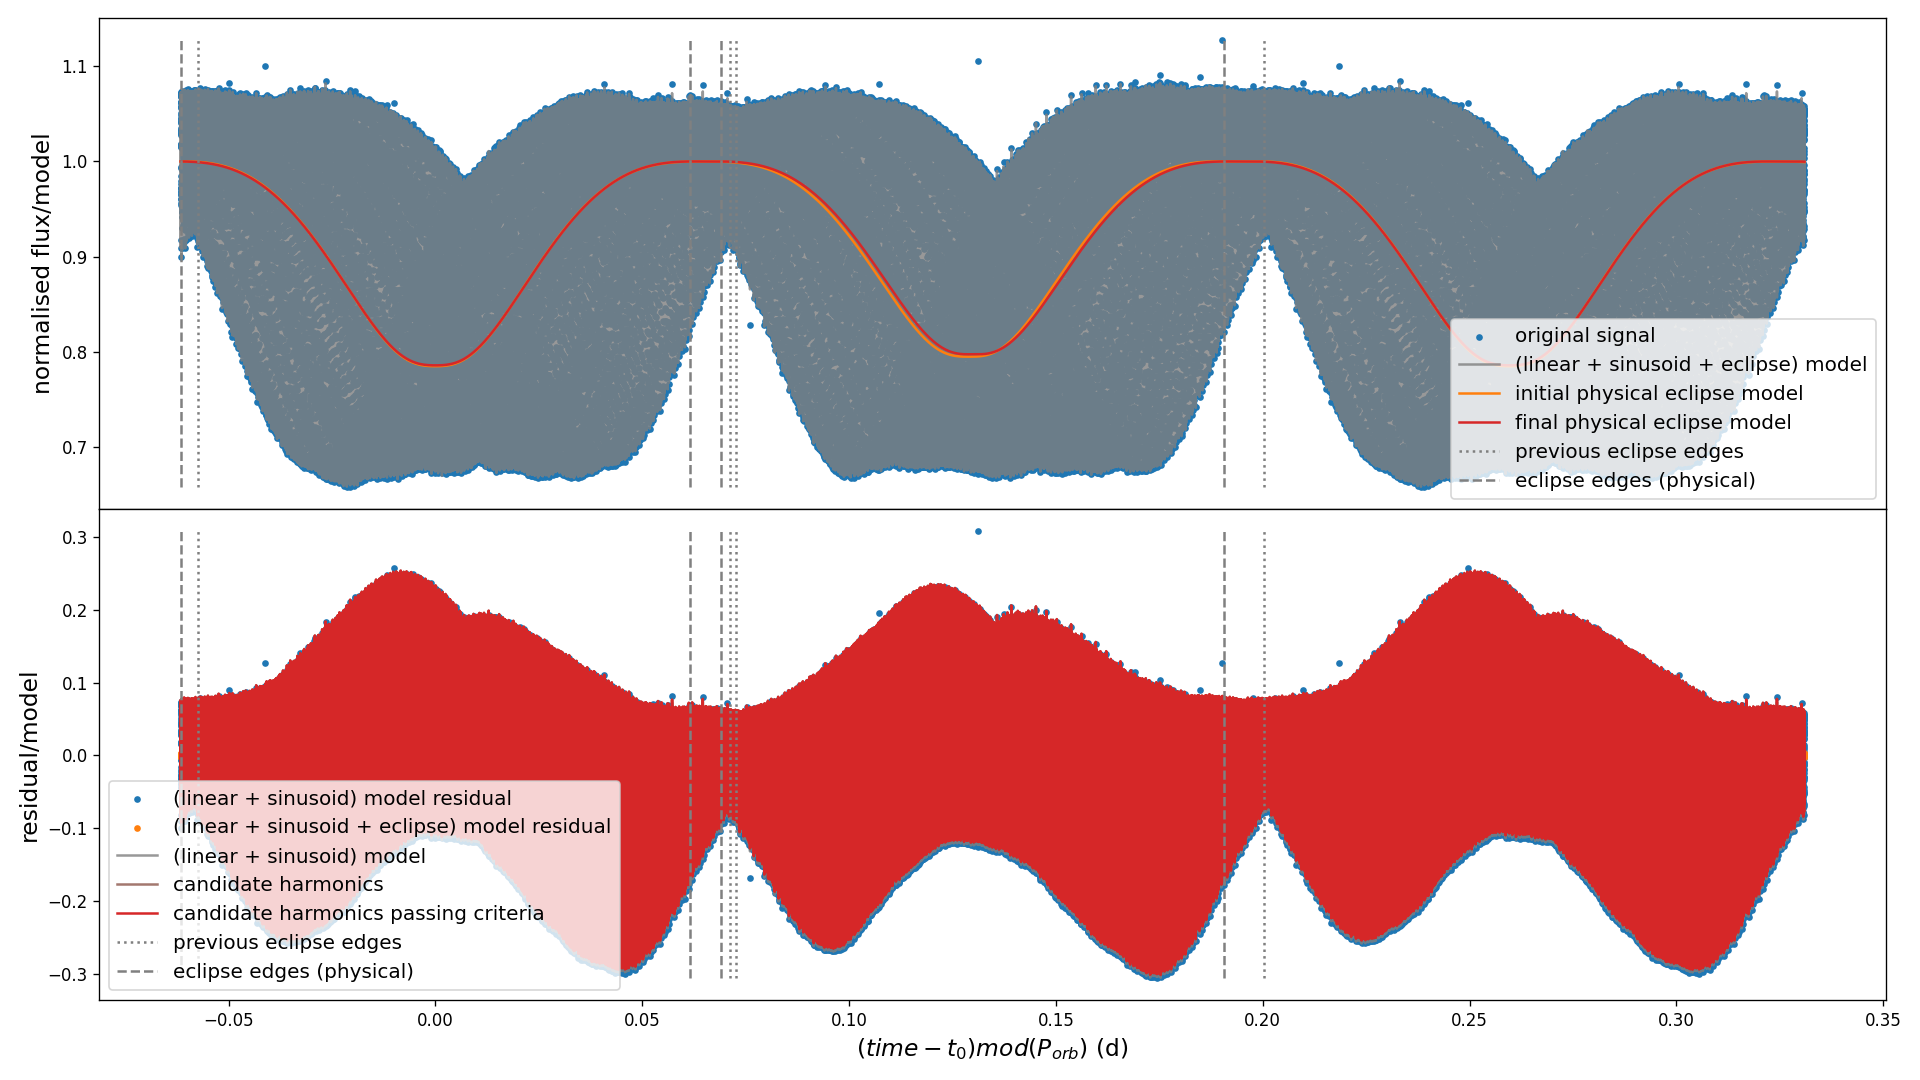 normalised flux/model
1.1
1.0
0.9
0.8
0.7
original signal
(linear + sinusoid + eclipse) model
initial physical eclipse model
final physical eclipse model
previous eclipse edges
eclipse edges (physical)
residual/model
0.3
0.2
0.1
0.0
−0.1
−0.2
−0.3
(linear + sinusoid) model residual
(linear + sinusoid + eclipse) model residual
(linear + sinusoid) model
candidate harmonics
candidate harmonics passing criteria
previous eclipse edges
eclipse edges (physical)
−0.05 0.00 0.05 0.10 0.15 0.20 0.25 0.30 0.35
(time − t₀)mod(Pₒᵣb) (d)